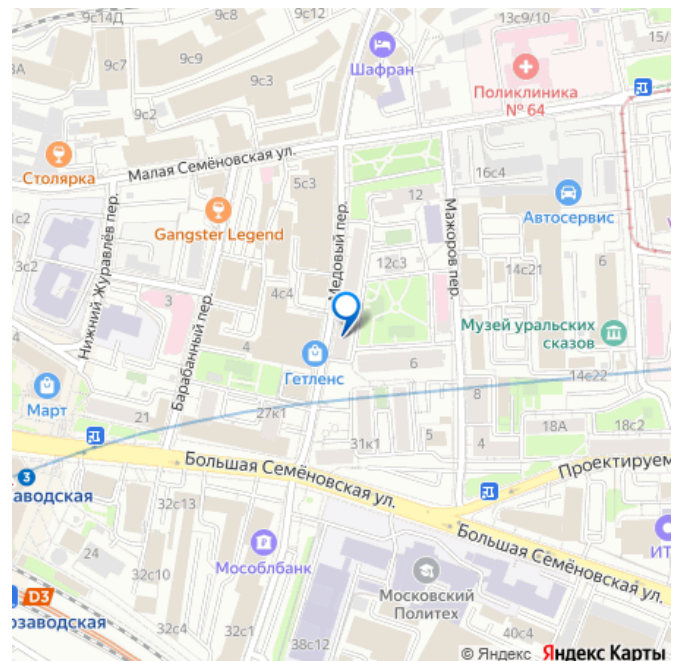 9с14Д
9с9
9с8
9с12
13с9/10
15/
9с7
9с9
9с3
9с2
Шафран
Поликлиника
№ 64
Малая Семёновская ул.
Столярка
5с3
Gangster Legend
Медовый пер.
12
Мажоров пер.
16с4
Автосервис
3с2
Нижний Журавлёв пер.
12с3
14с21
6
3
4с4
Барабанный пер.
4
Музей уральских
сказов
Гетленс
6
14с22
Март
8
21
27к1
31к1
5
4
18А
18с2
Большая Семёновская ул.
Проектируем
3
аводская
32с13
24
Мособлбанк
Большая Семёновская ул.
ИТ
32с10
Московский
Политех
D3
озаводская
32с4
32с1
38с12
40с4
© Яндекс Яндекс Карты